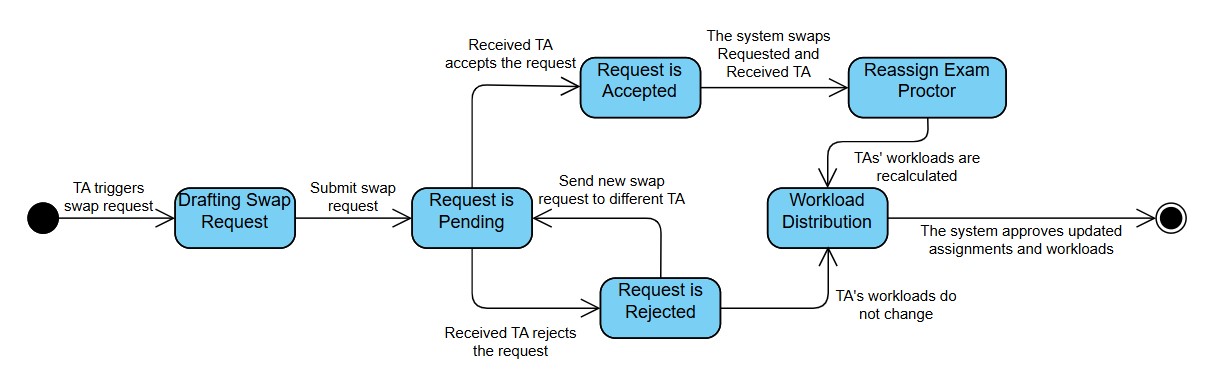 TA triggers
swap request
Drafting Swap
Request
Submit swap
request
Request is
Pending
Received TA
accepts the request
Request is
Accepted
The system swaps
Requested and
Received TA
Reassign Exam
Proctor
TAs' workloads are
recalculated
Send new swap
request to different TA
Received TA rejects
the request
Request is
Rejected
TA's workloads do
not change
Workload
Distribution
The system approves updated
assignments and workloads